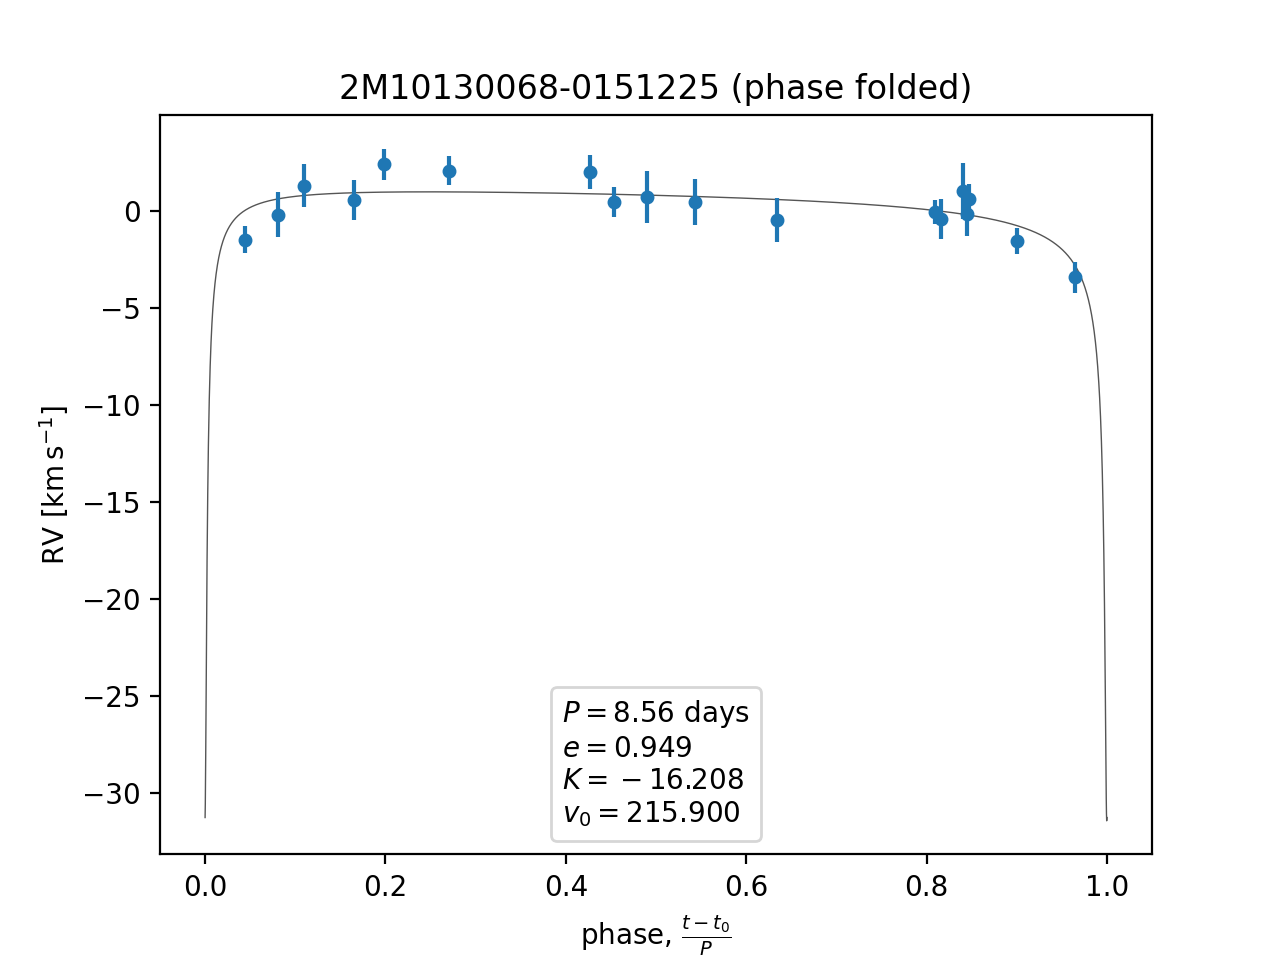 2M10130068-0151225 (phase folded)
0
−5
−10
−15
−20
−25
−30
RV [km s⁻¹]
P = 8.56 days
e = 0.949
K = −16.208
v₀ = 215.900
0.0 0.2 0.4 0.6 0.8 1.0
phase, (t − t₀)/P